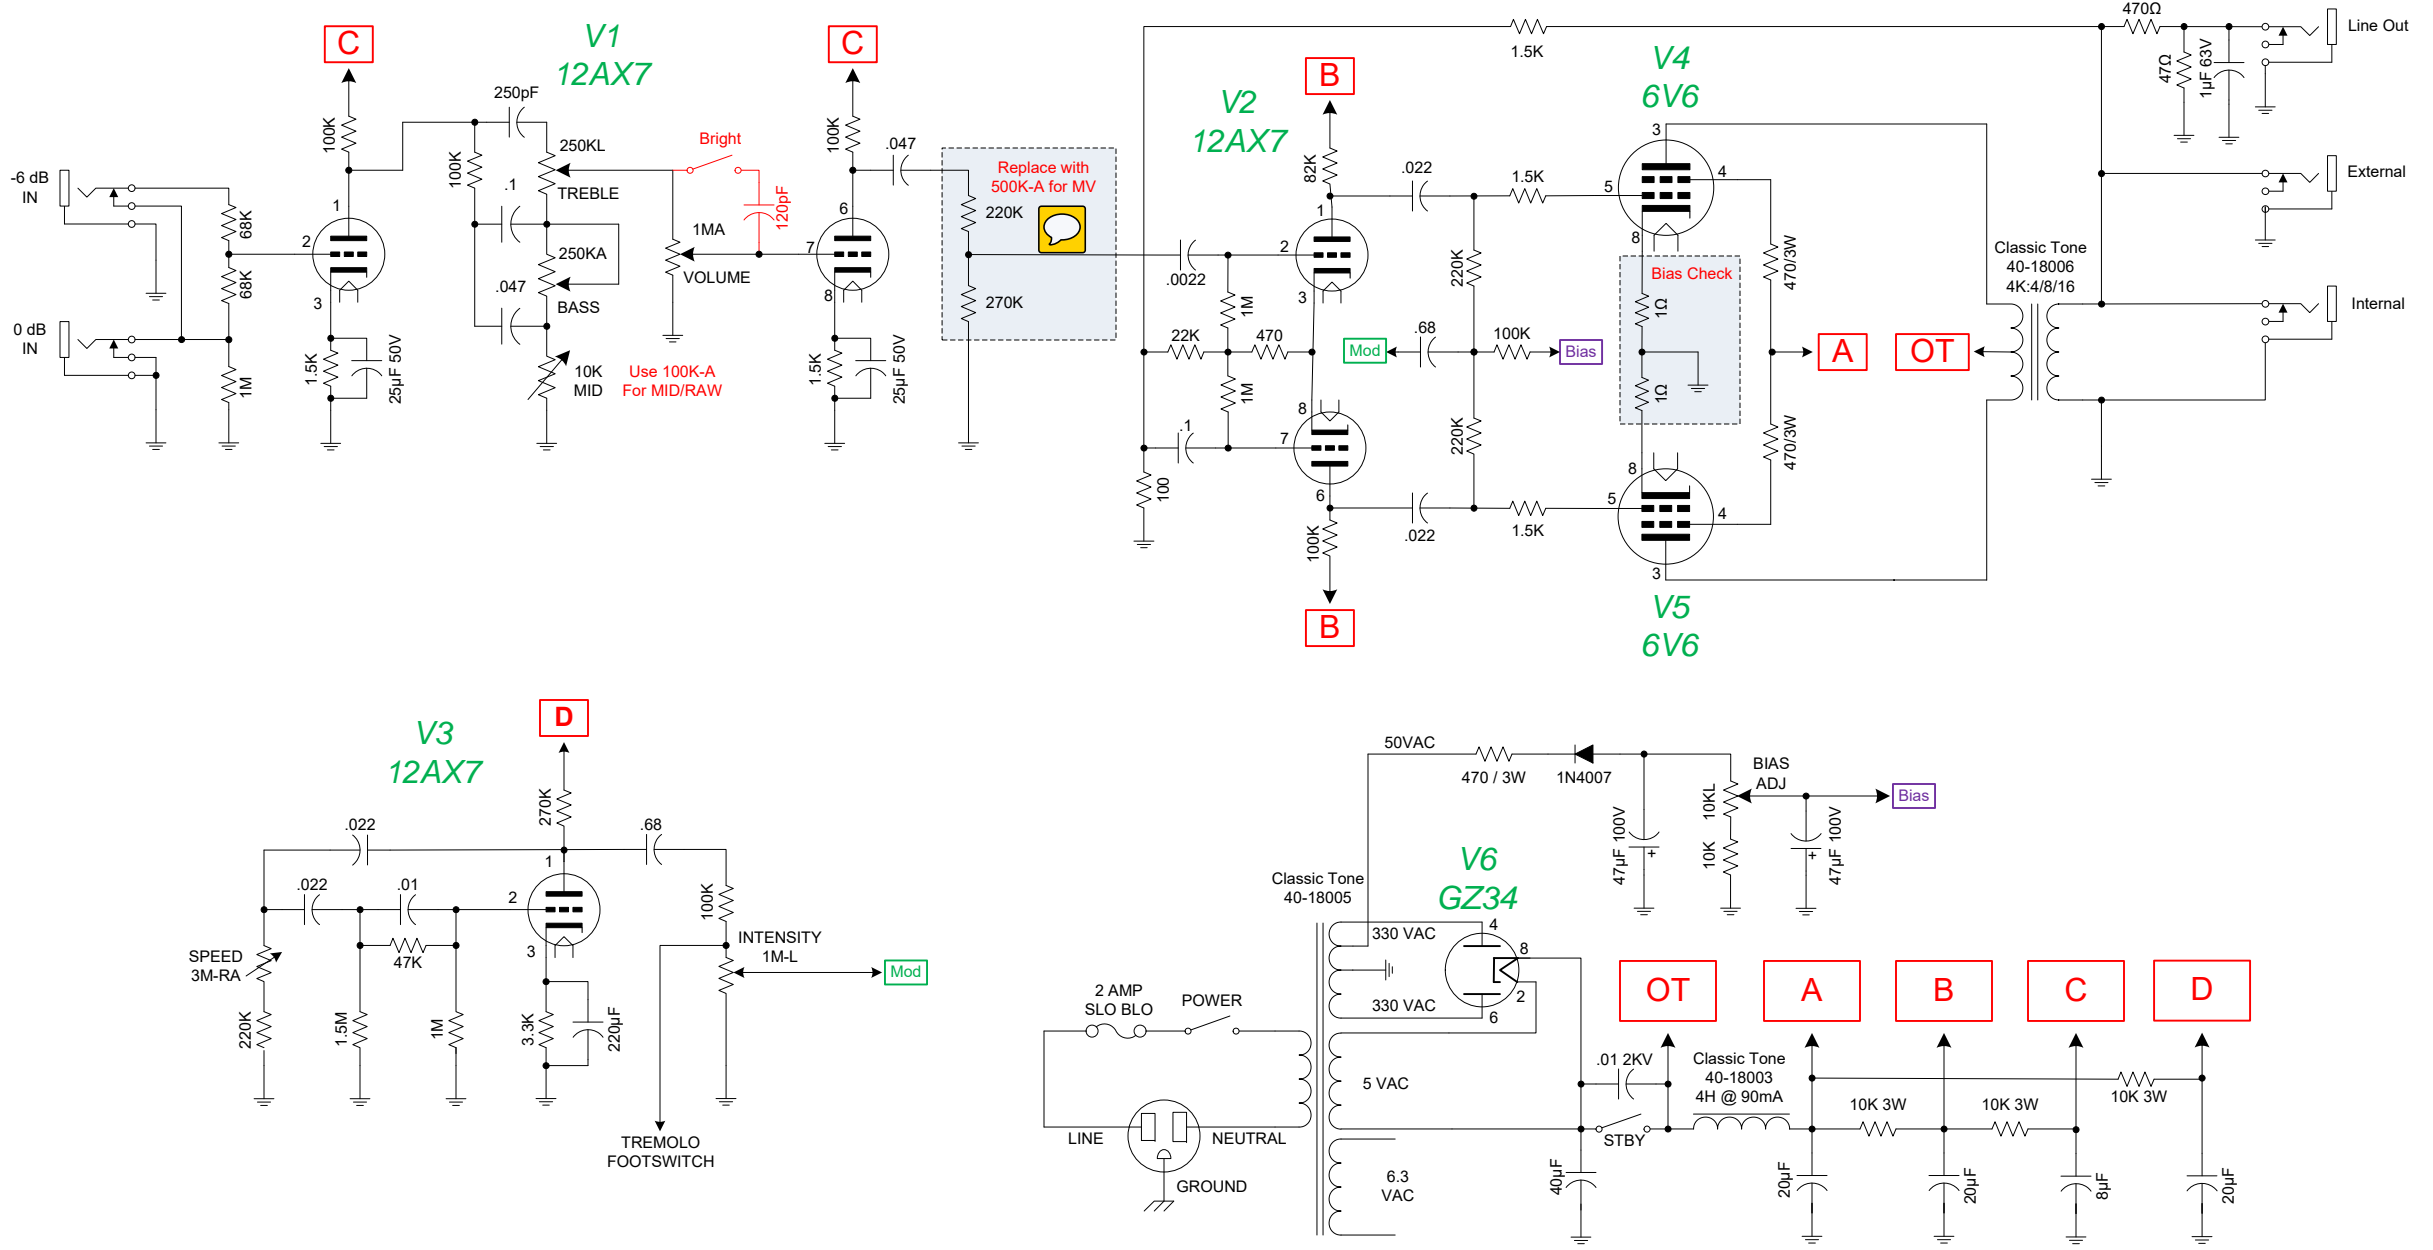 C
V1
12AX7
C
100K
250pF
250KL
TREBLE
100K
.1
250KA
BASS
.047
10K
MID
Use 100K-A
For MID/RAW
Bright
120pF
1MA
VOLUME
-6 dB
IN
0 dB
IN
68K
68K
1M
1
2
3
1.5K
25µF 50V
100K
.047
6
7
8
1.5K
25µF 50V
Replace with
500K-A for MV
220K
270K
.0022
V2
12AX7
B
82K
1
2
3
1M
22K
470
1M
.1
100
8
7
6
100K
B
1.5K
.022
.022
220K
220K
Mod
.68
100K
Bias
1.5K
1.5K
V4
6V6
3
5
4
8
Bias Check
1Ω
1Ω
8
5
4
3
V5
6V6
470/3W
470/3W
A
OT
Classic Tone
40-18006
4K:4/8/16
470Ω
47Ω
1µF 63V
Line Out
External
Internal
V3
12AX7
D
270K
.022
.68
.022
.01
47K
1
2
3
SPEED
3M-RA
220K
1.5M
1M
3.3K
220µF
100K
INTENSITY
1M-L
Mod
TREMOLO
FOOTSWITCH
50VAC
470 / 3W
1N4007
BIAS
ADJ
10KL
10K
47µF 100V
+
47µF 100V
+
Bias
V6
GZ34
Classic Tone
40-18005
330 VAC
330 VAC
4
8
2
6
5 VAC
6.3
VAC
2 AMP
SLO BLO
POWER
LINE
NEUTRAL
GROUND
OT
A
B
C
D
.01 2KV
STBY
Classic Tone
40-18003
4H @ 90mA
10K 3W
10K 3W
10K 3W
40µF
20µF
20µF
8µF
20µF